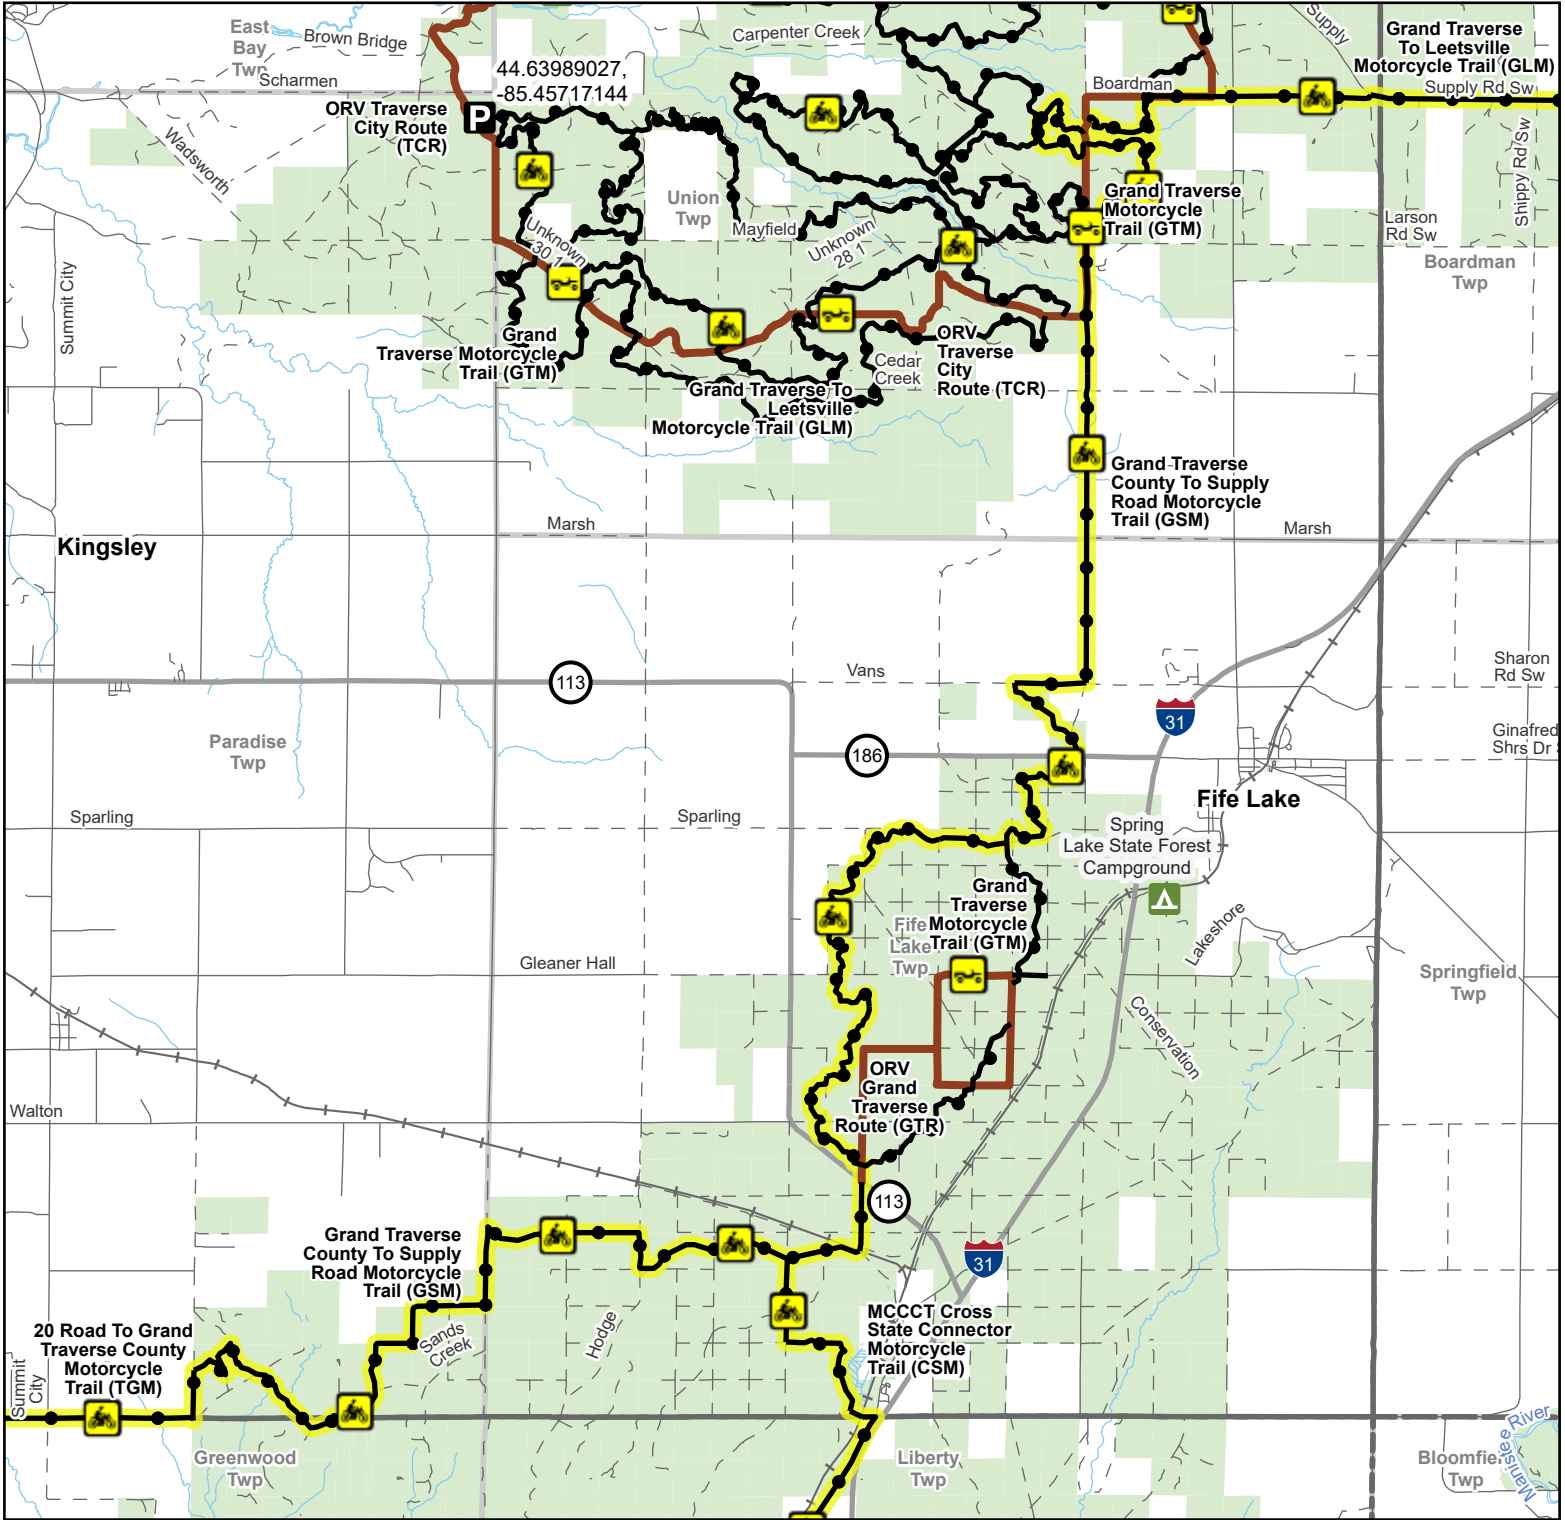 East
Bay
Twp
Brown Bridge
Scharmen
44.63989027,
-85.45717144
Carpenter Creek
Supply
Grand Traverse
To Leetsville
Motorcycle Trail (GLM)
Supply Rd Sw
Boardman
ORV Traverse
City Route
(TCR)
P
Wadsworth
Union
Twp
Mayfield
Unknown
28 1
Unknown
30 1
Grand Traverse
Motorcycle
Trail (GTM)
Shippy Rd Sw
Larson
Rd Sw
Boardman
Twp
Summit City
Grand
Traverse Motorcycle
Trail (GTM)
Cedar
Creek
ORV
Traverse
City
Route (TCR)
Grand Traverse To
Leetsville
Motorcycle Trail (GLM)
Grand Traverse
County To Supply
Road Motorcycle
Trail (GSM)
Kingsley
Marsh
Marsh
113
Vans
Sharon
Rd Sw
31
Paradise
Twp
186
Ginafred
Shrs Dr
Fife Lake
Sparling
Sparling
Spring
Lake State Forest
Campground
Grand
Traverse
Motorcycle
Trail (GTM)
Fife
Lake
Twp
Lakeshore
Gleaner Hall
Springfield
Twp
Conservation
ORV
Grand
Traverse
Route (GTR)
Walton
113
31
Grand Traverse
County To Supply
Road Motorcycle
Trail (GSM)
20 Road To Grand
Traverse County
Motorcycle
Trail (TGM)
Sands
Creek
Hodge
MCCCT Cross
State Connector
Motorcycle
Trail (CSM)
Summit
City
Greenwood
Twp
Liberty
Twp
Bloomfie
Twp
Manistee River